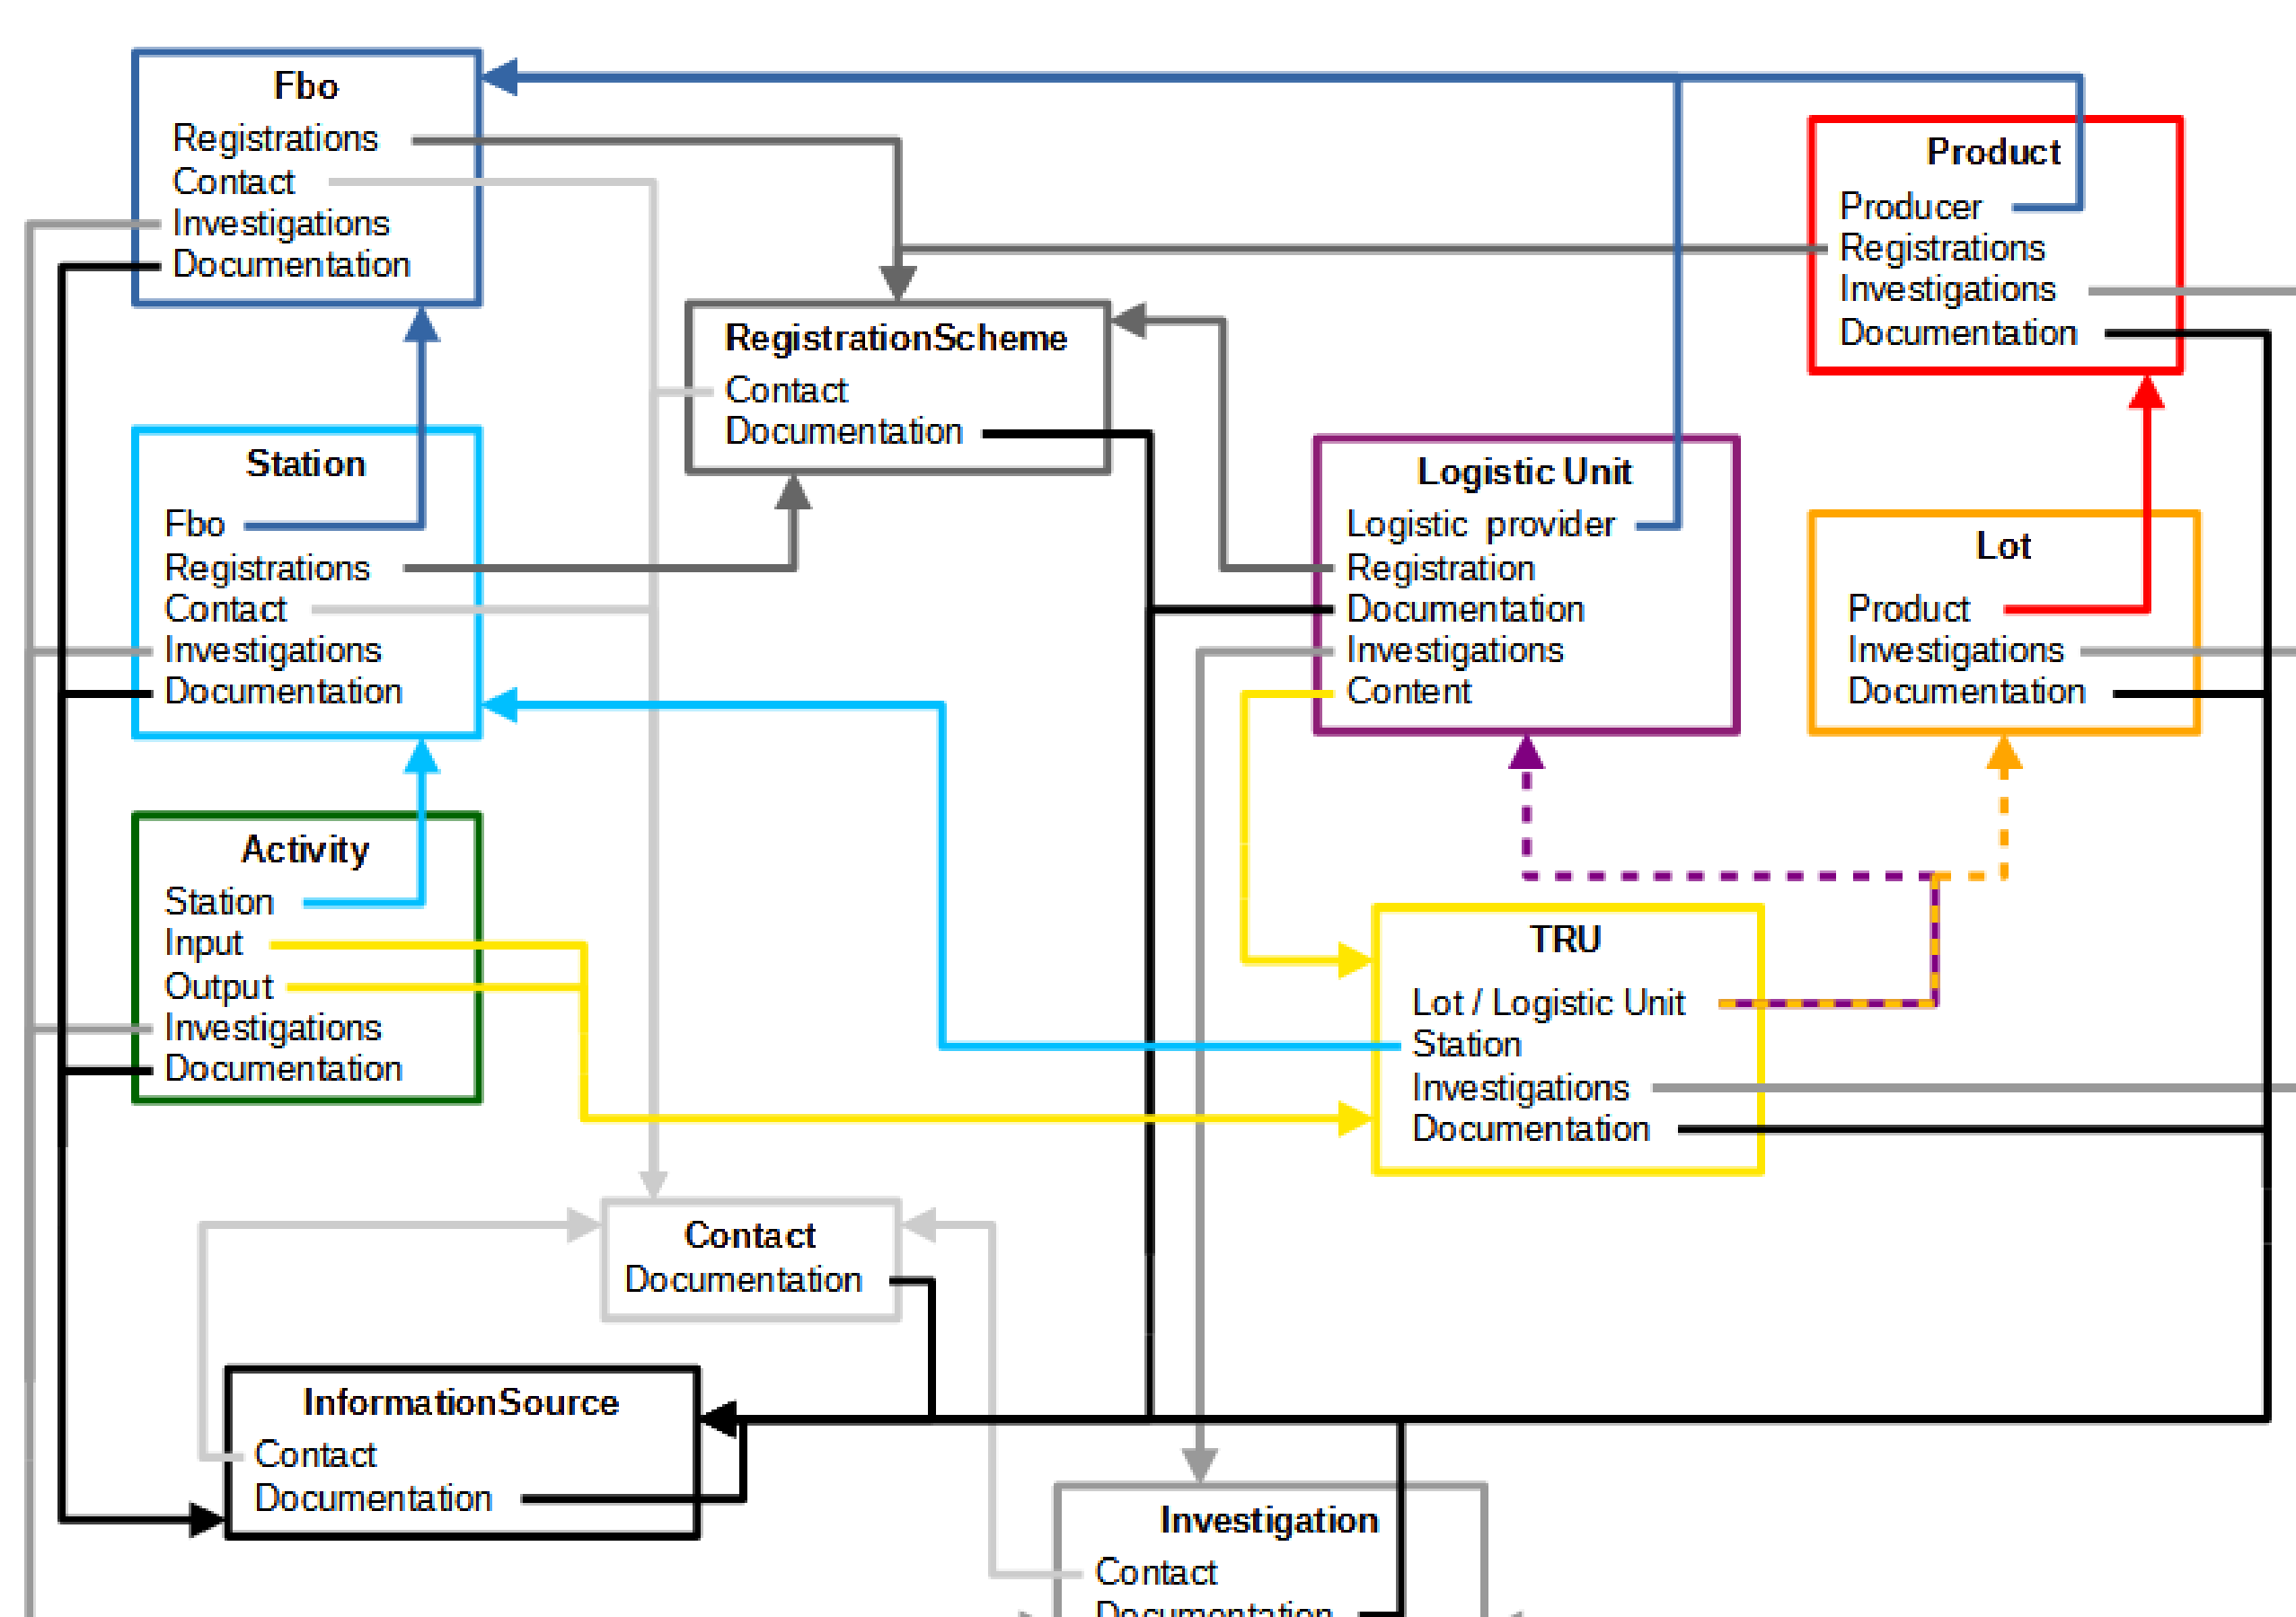 Fbo
Registrations
Contact
Investigations
Documentation
Product
Producer
Registrations
Investigations
Documentation
RegistrationScheme
Contact
Documentation
Station
Fbo
Registrations
Contact
Investigations
Documentation
Logistic Unit
Logistic provider
Registration
Documentation
Investigations
Content
Lot
Product
Investigations
Documentation
Activity
Station
Input
Output
Investigations
Documentation
TRU
Lot / Logistic Unit
Station
Investigations
Documentation
Contact
Documentation
InformationSource
Contact
Documentation
Investigation
Contact
Documentation